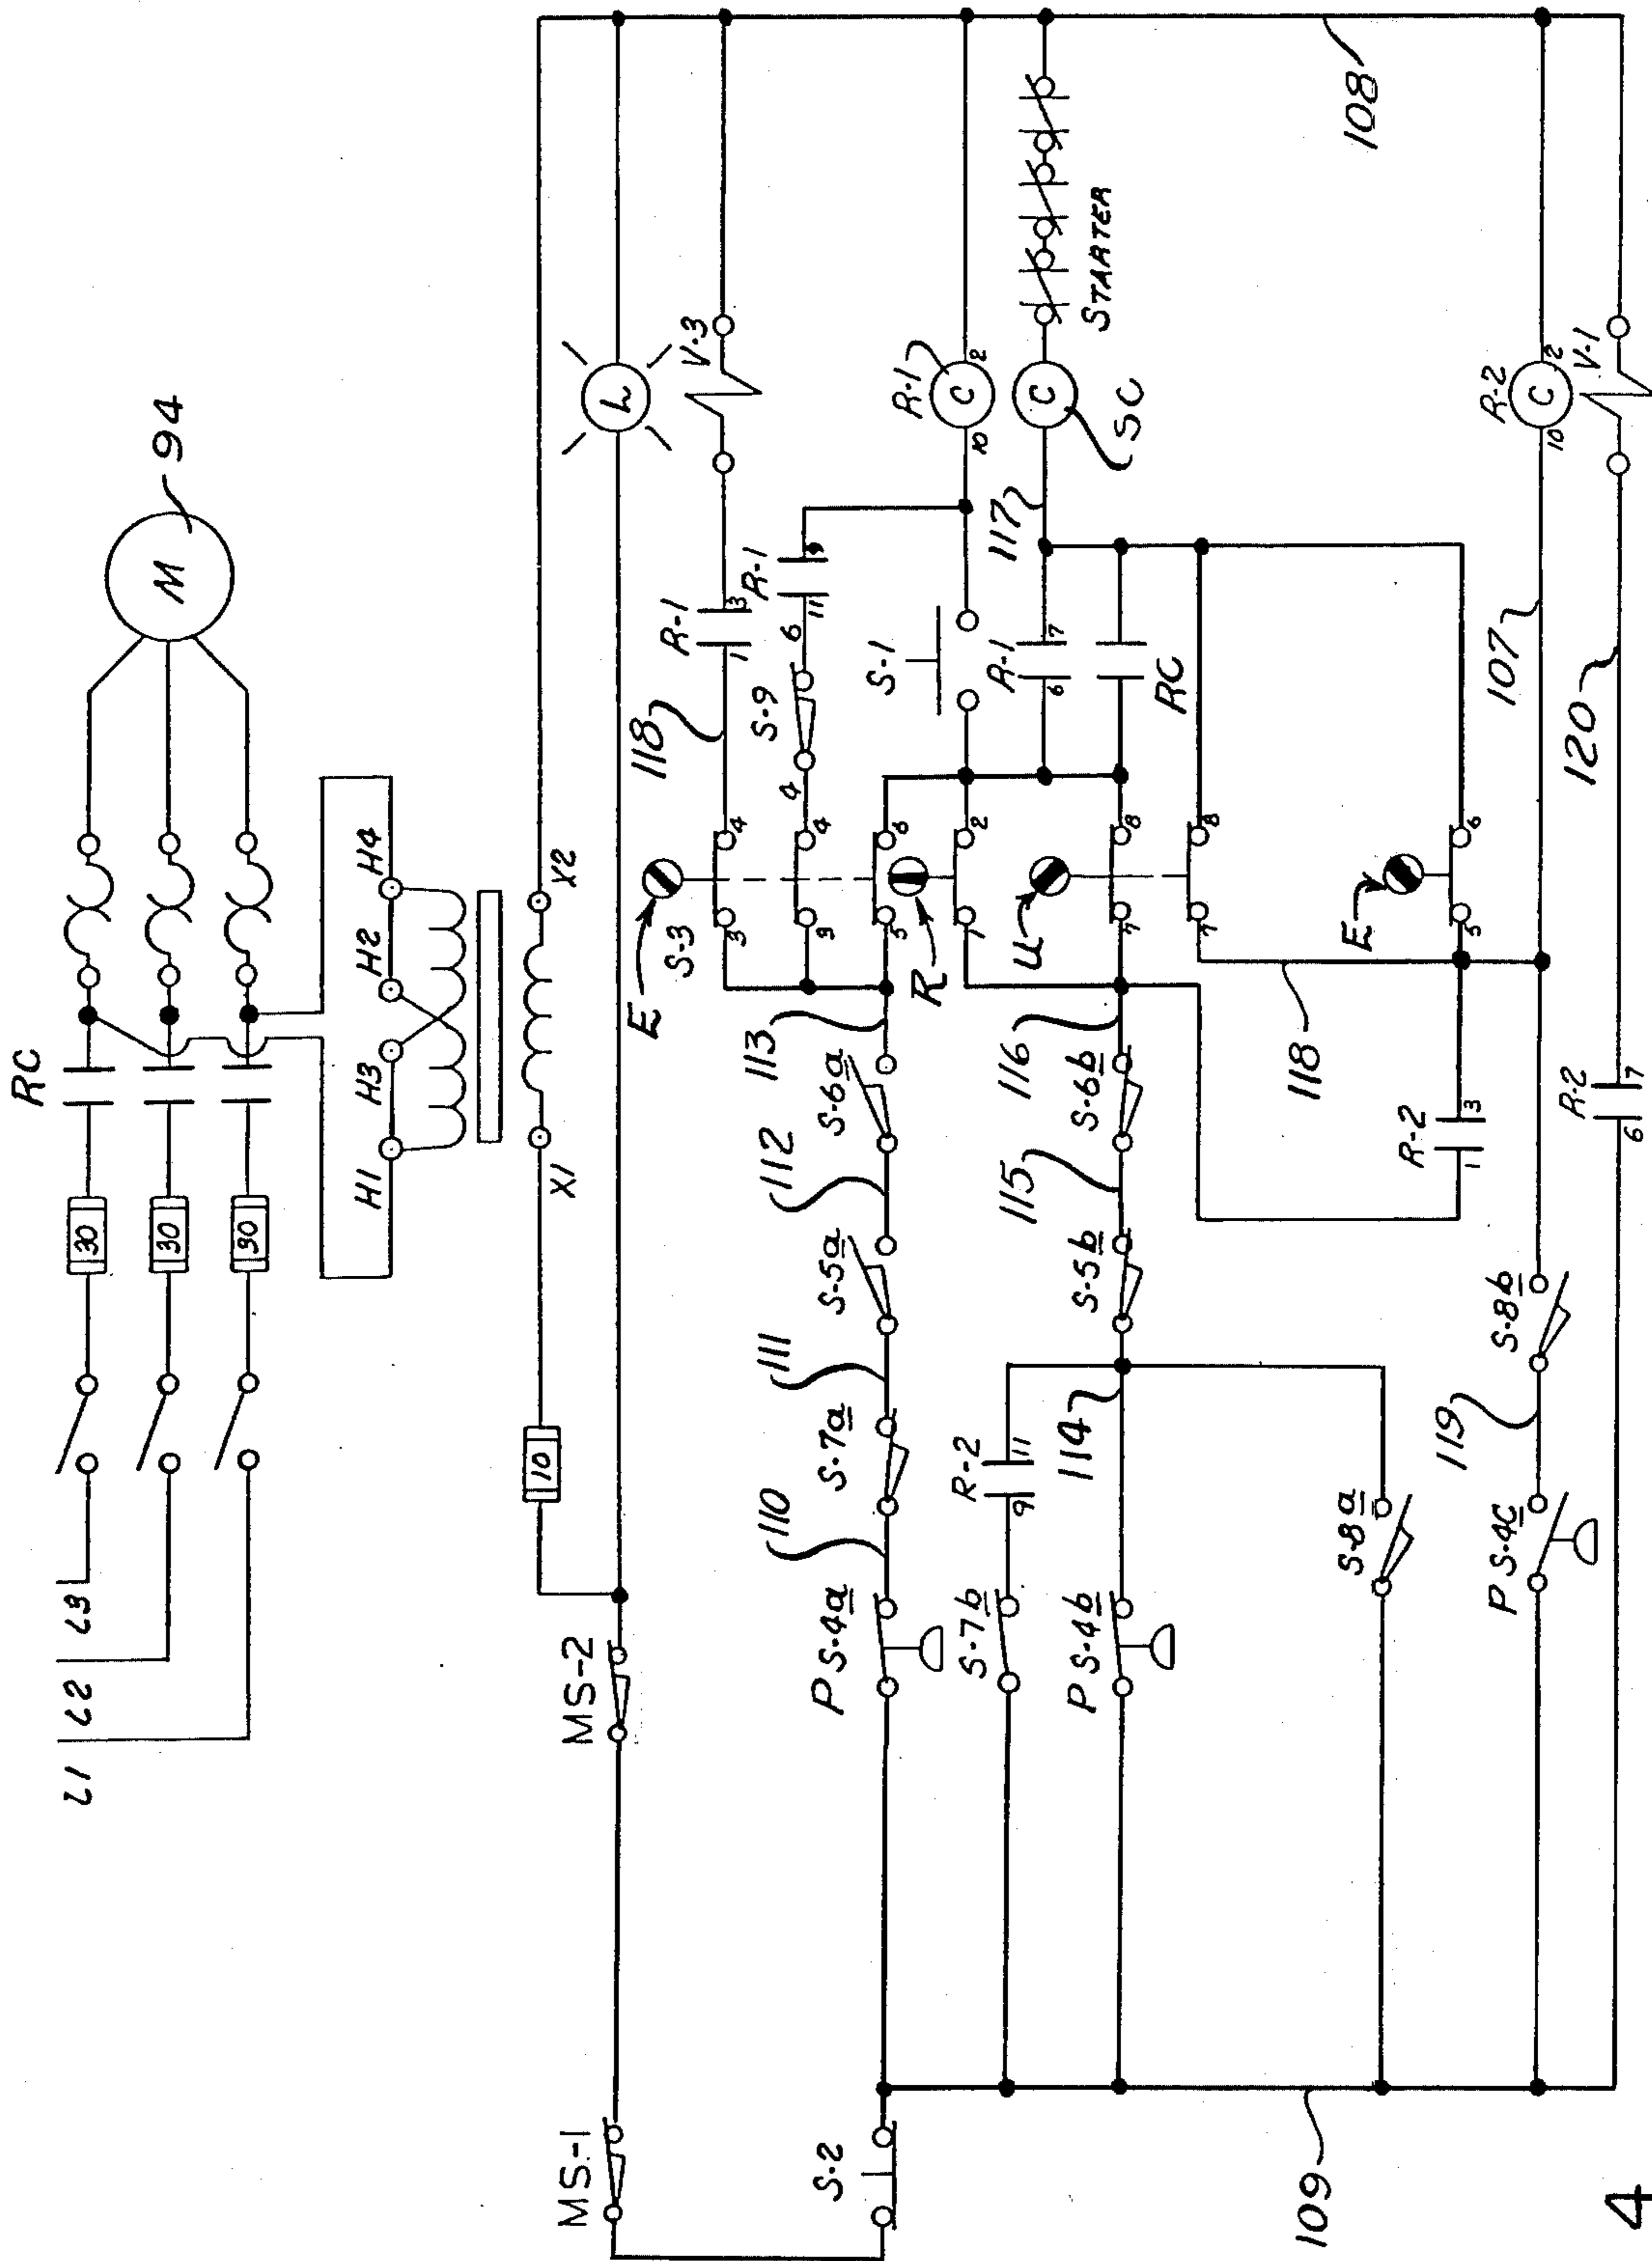 L1 L2 L3
30
30
30
RC
M
94
H1 H3 H2 H4
10
X1 X2
MS-1
MS-2
L
E
S-3
3 4
118
R-1
1 3
V-3
3 4
4
S-9
6
R-1
11 9
S-2
PS-4a
110
S-7a
111
S-5a
112
S-6a
113
5 6
R
1 2
S-1
R-1
10 2
C
S-7b
R-2
9 11
R-1
6 7
117
C
SC
STARTER
PS-4b
114
S-5b
115
S-6b
116
U
7 8
RC
7 8
118
S-8a
R-2
1 3
E
5 6
109
PS-4c
119
S-8b
107
R-2
10 2
C
108
R-2
6 7
120
V-1
4